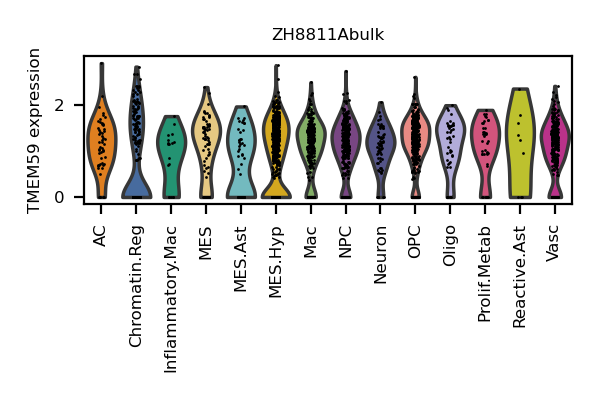 ZH8811Abulk
TMEM59 expression
2
0
AC
Chromatin.Reg
Inflammatory.Mac
MES
MES.Ast
MES.Hyp
Mac
NPC
Neuron
OPC
Oligo
Prolif.Metab
Reactive.Ast
Vasc